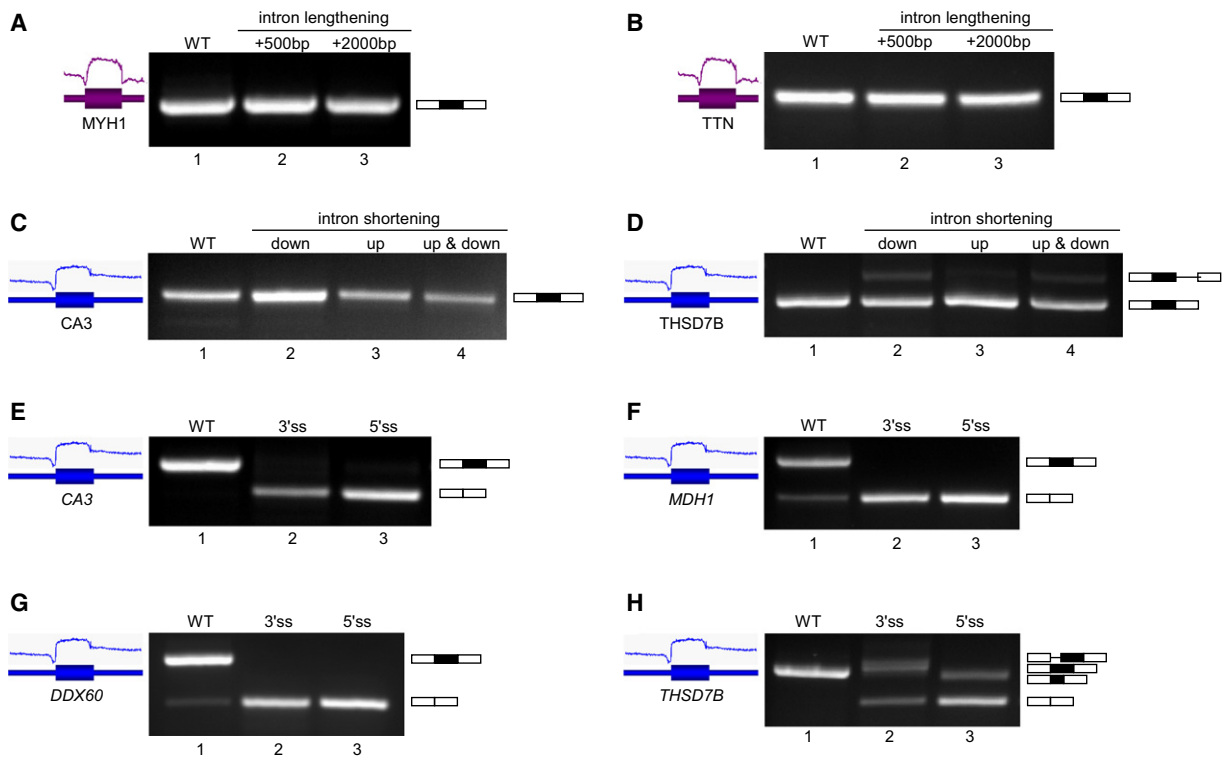 A
intron lengthening
WT +500bp +2000bp
MYH1
1 2 3
B
intron lengthening
WT +500bp +2000bp
TTN
1 2 3
C
intron shortening
WT down up up & down
CA3
1 2 3 4
D
intron shortening
WT down up up & down
THSD7B
1 2 3 4
E
WT 3'ss 5'ss
CA3
1 2 3
F
WT 3'ss 5'ss
MDH1
1 2 3
G
WT 3'ss 5'ss
DDX60
1 2 3
H
WT 3'ss 5'ss
THSD7B
1 2 3